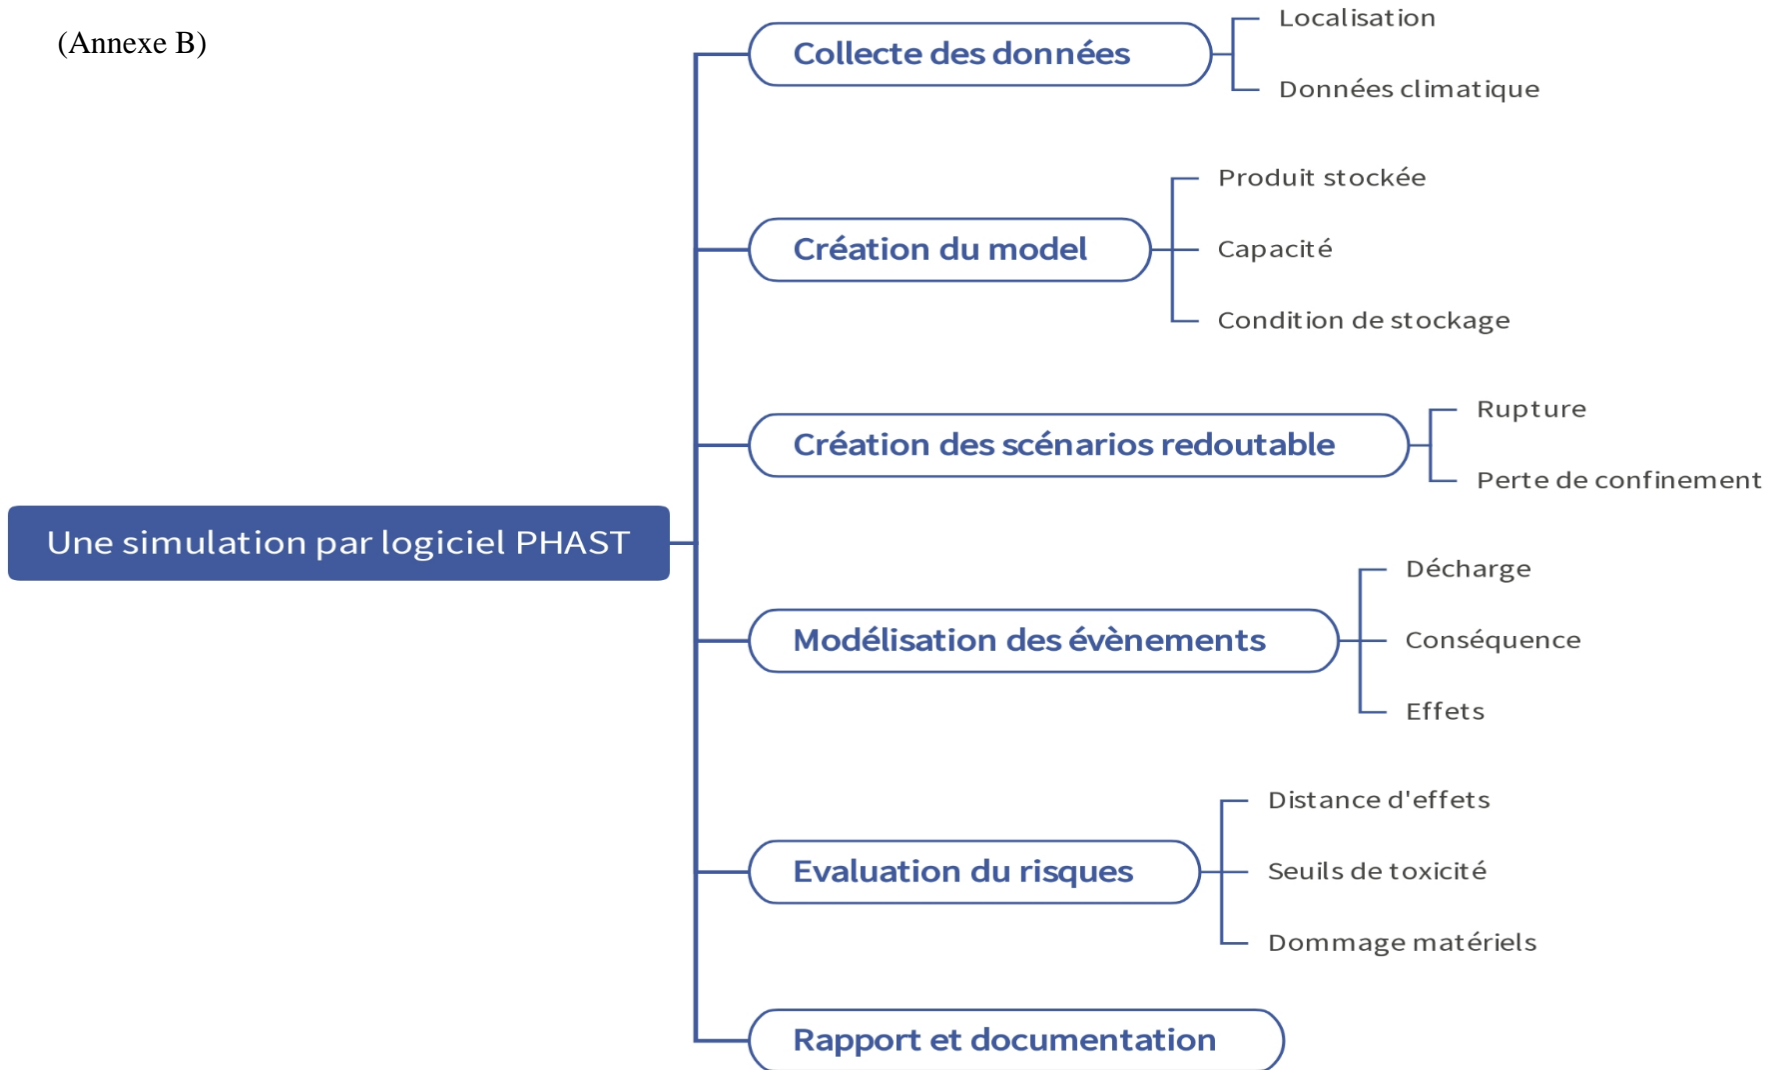 (Annexe B)
Une simulation par logiciel PHAST
Collecte des données
Localisation
Données climatique
Création du model
Produit stockée
Capacité
Condition de stockage
Création des scénarios redoutable
Rupture
Perte de confinement
Modélisation des évènements
Décharge
Conséquence
Effets
Evaluation du risques
Distance d'effets
Seuils de toxicité
Dommage matériels
Rapport et documentation